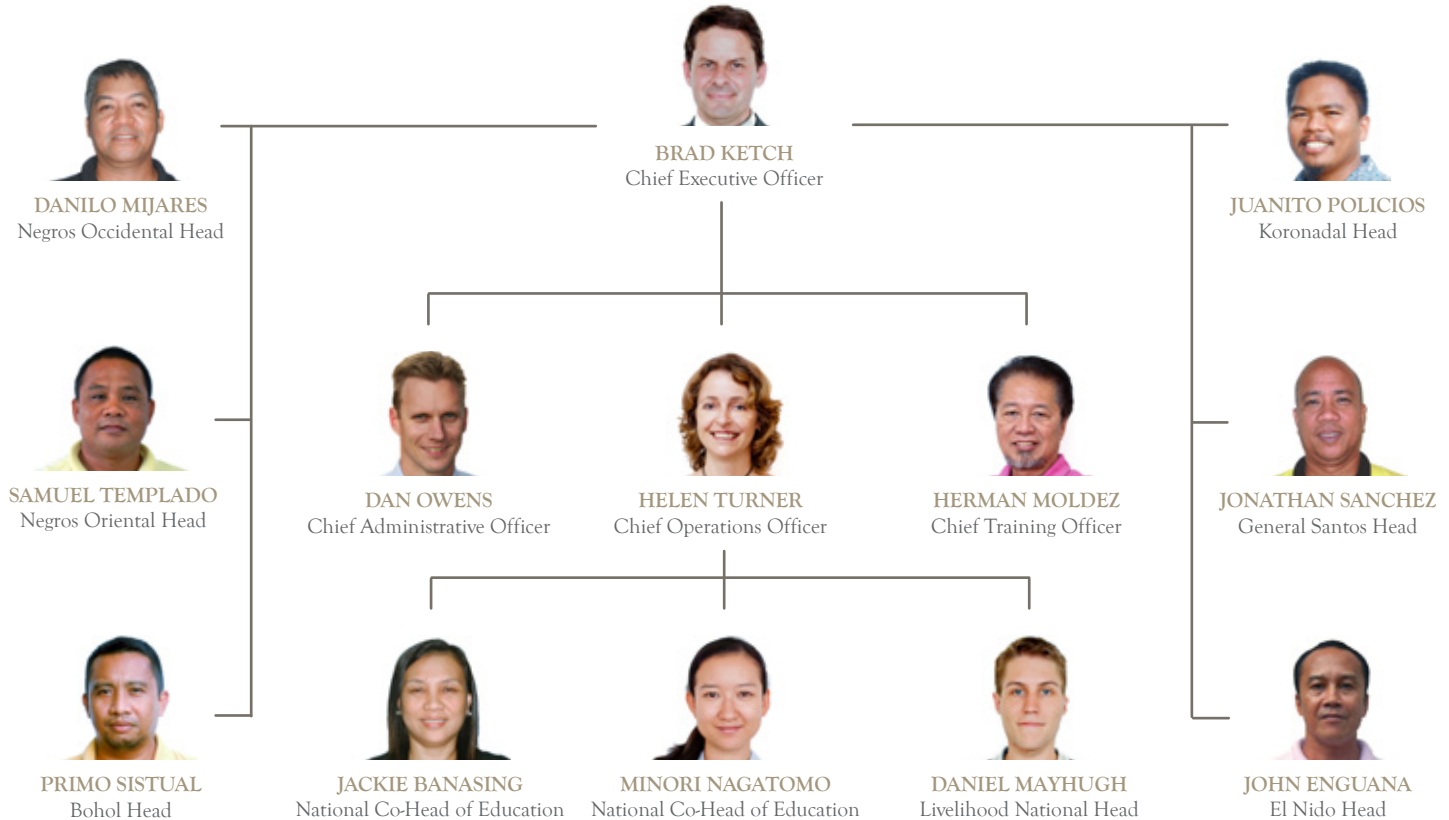 BRAD KETCH
Chief Executive Officer
DANILO MIJARES
Negros Occidental Head
JUANITO POLICIOS
Koronadal Head
SAMUEL TEMPLADO
Negros Oriental Head
DAN OWENS
Chief Administrative Officer
HELEN TURNER
Chief Operations Officer
HERMAN MOLDEZ
Chief Training Officer
JONATHAN SANCHEZ
General Santos Head
PRIMO SISTUAL
Bohol Head
JACKIE BANASING
National Co-Head of Education
MINORI NAGATOMO
National Co-Head of Education
DANIEL MAYHUGH
Livelihood National Head
JOHN ENGUANA
El Nido Head